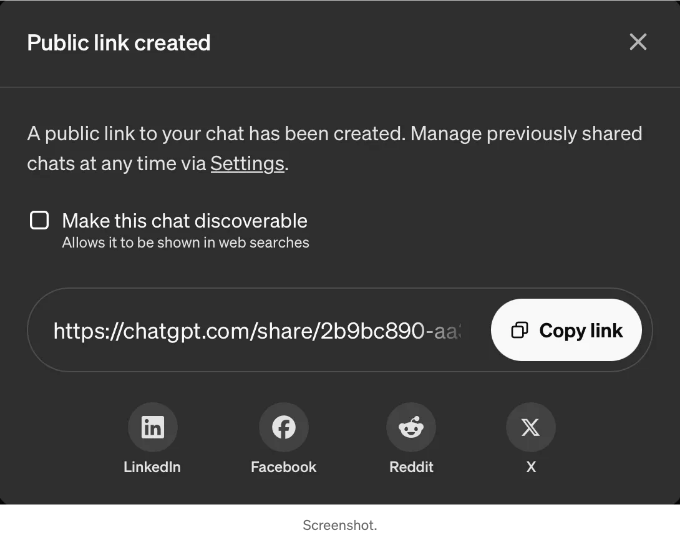 Public link created
A public link to your chat has been created. Manage previously shared
chats at any time via Settings.
Make this chat discoverable
Allows it to be shown in web searches
https://chatgpt.com/share/2b9bc890-aa
Copy link
LinkedIn
Facebook
Reddit
X
Screenshot.